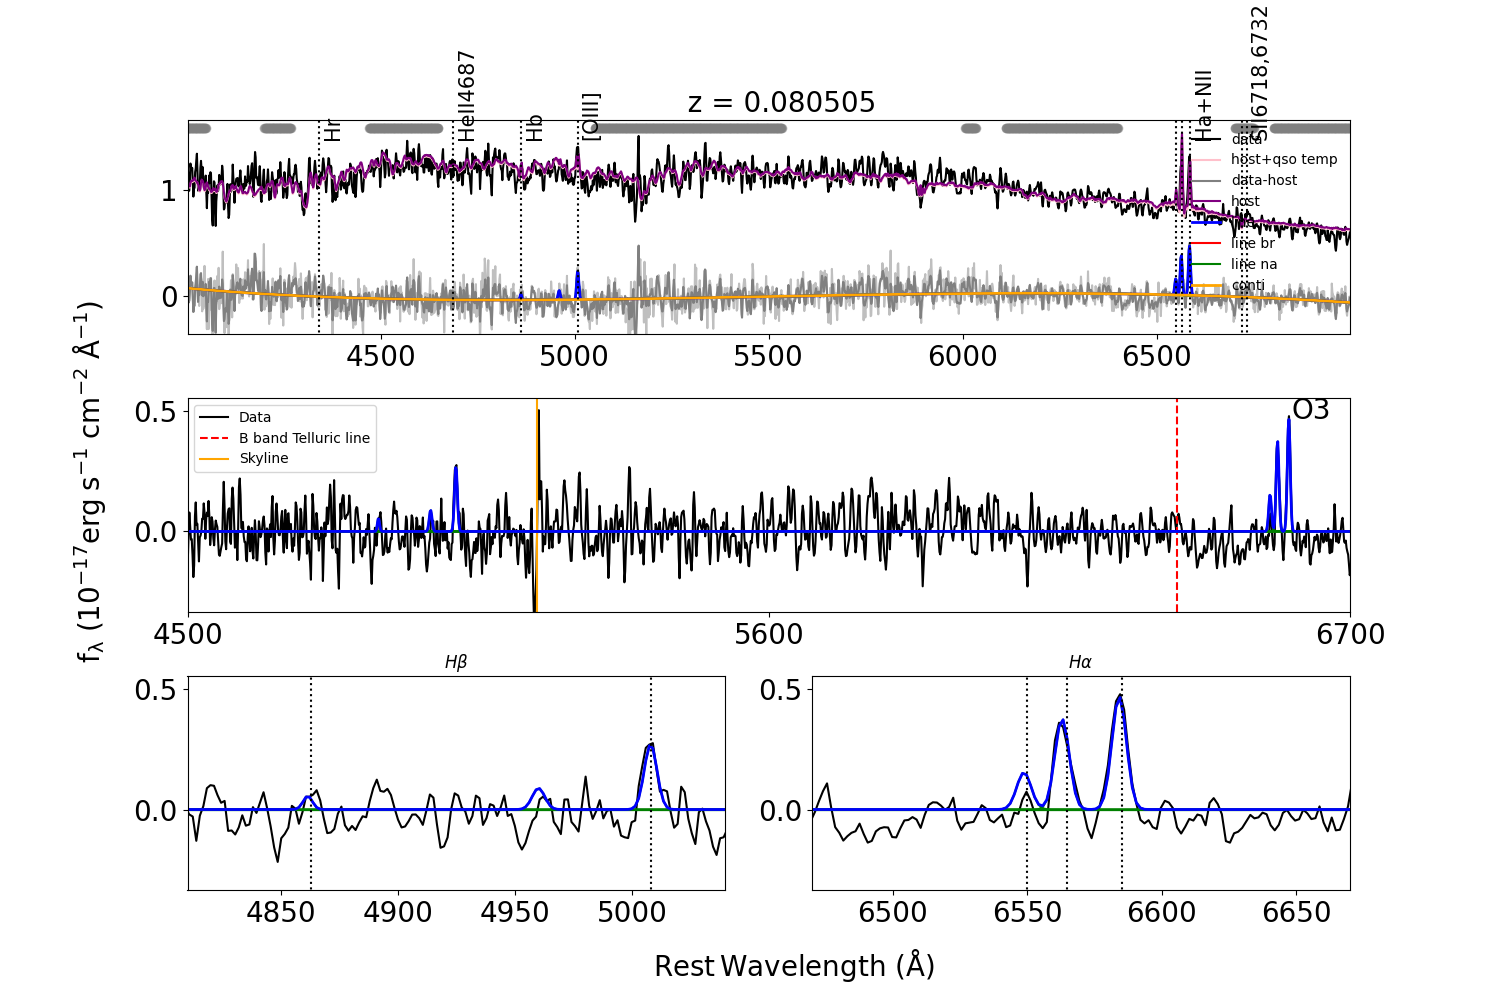 z = 0.080505
Hr
HeII4687
Hb
[OIII]
Ha+NII
SII6718,6732
data
host+qso temp
data-host
host
line br
line na
conti
1
0
4500 5000 5500 6000 6500
fλ (10⁻¹⁷erg s⁻¹ cm⁻² Å⁻¹)
0.5
0.0
Data
B band Telluric line
Skyline
O3
4500 5600 6700
Hβ
0.5
0.0
4850 4900 4950 5000
Hα
0.5
0.0
6500 6550 6600 6650
Rest Wavelength (Å)